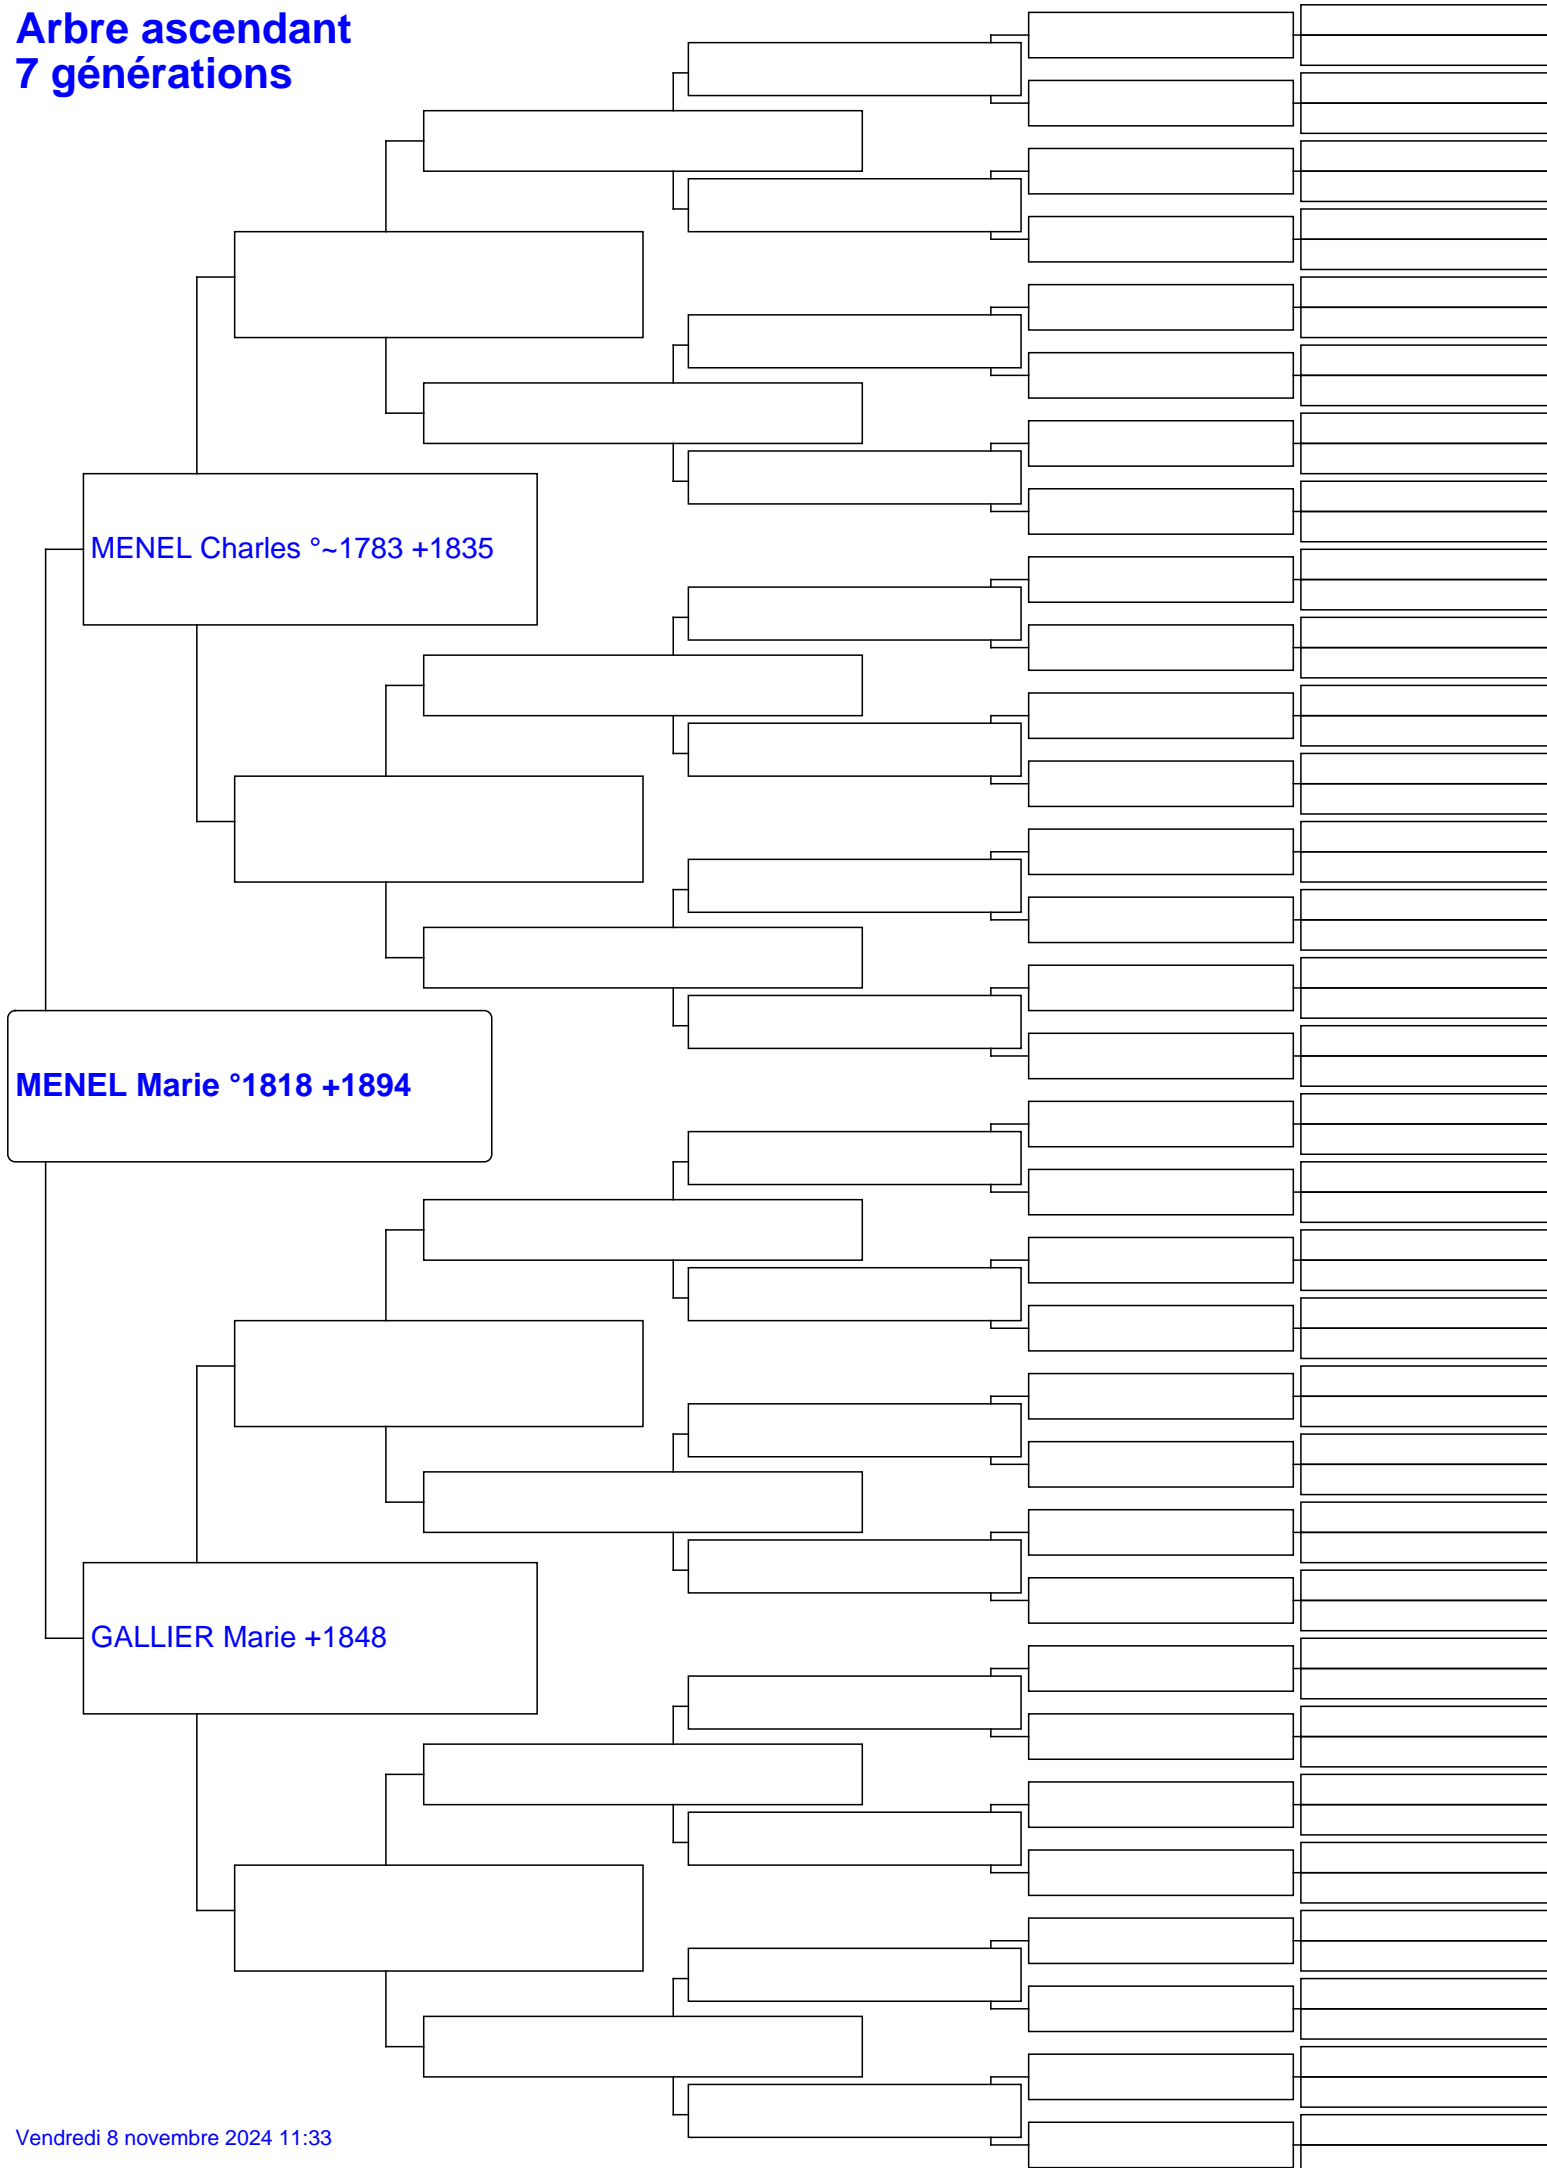 Arbre ascendant
7 générations
MENEL Charles °~1783 +1835
MENEL Marie °1818 +1894
GALLIER Marie +1848
Vendredi 8 novembre 2024 11:33